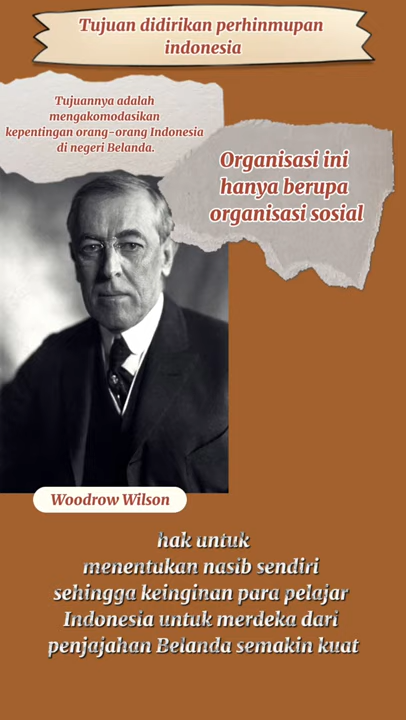 Tujuan didirikan perhinmupan
indonesia
Tujuannya adalah
mengakomodasikan
kepentingan orang-orang Indonesia
di negeri Belanda.
Organisasi ini
hanya berupa
organisasi sosial
Woodrow Wilson
hak untuk
menentukan nasib sendiri
sehingga keinginan para pelajar
Indonesia untuk merdeka dari
penjajahan Belanda semakin kuat